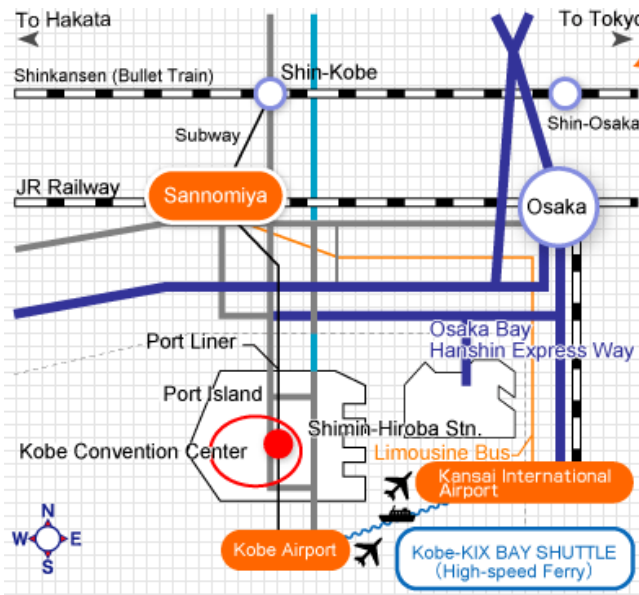 To Hakata
To Tokyo
Shinkansen (Bullet Train)
Shin-Kobe
Shin-Osaka
Subway
JR Railway
Sannomiya
Osaka
Osaka Bay
Hanshin Express Way
Port Liner
Port Island
Shimin-Hiroba Stn.
Kobe Convention Center
Limousine Bus
Kansai International
Airport
N
W
E
S
Kobe Airport
Kobe-KIX BAY SHUTTLE
(High-speed Ferry)